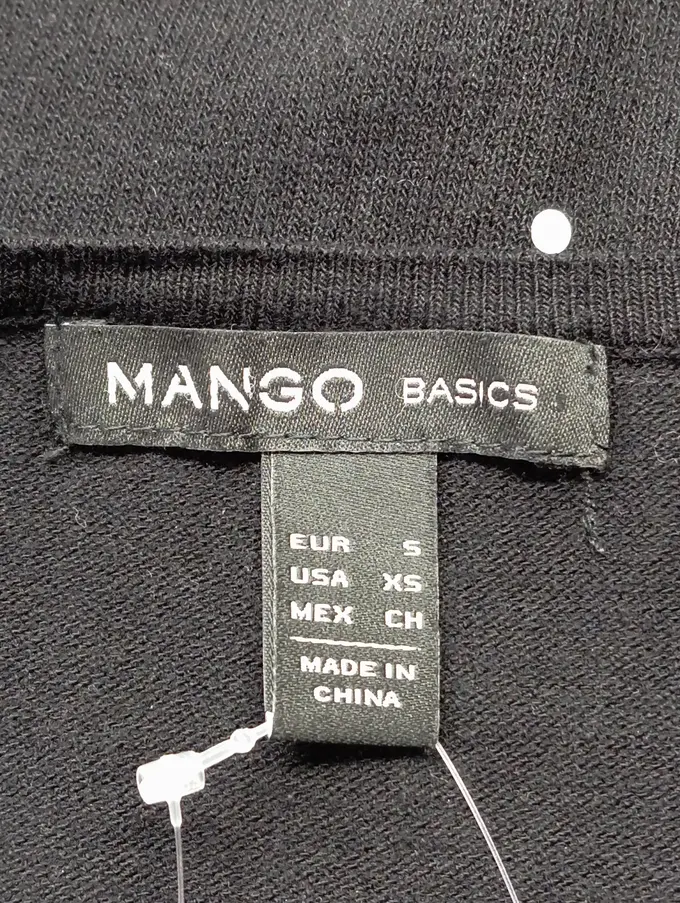 MANGO BASICS
EUR S
USA XS
MEX CH
MADE IN
CHINA